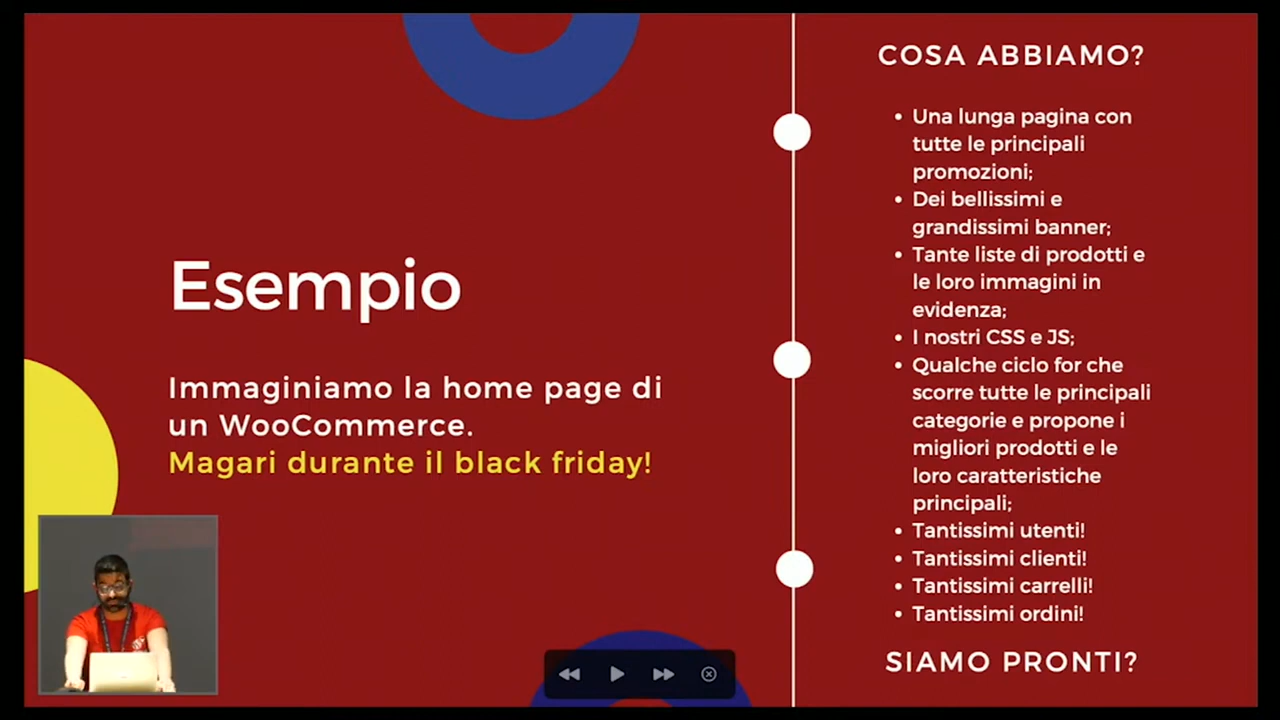 Esempio
Immaginiamo la home page di
un WooCommerce.
Magari durante il black friday!
COSA ABBIAMO?
• Una lunga pagina con
tutte le principali
promozioni;
• Dei bellissimi e
grandissimi banner;
• Tante liste di prodotti e
le loro immagini in
evidenza;
• I nostri CSS e JS;
• Qualche ciclo for che
scorre tutte le principali
categorie e propone i
migliori prodotti e le
loro caratteristiche
principali;
• Tantissimi utenti!
• Tantissimi clienti!
• Tantissimi carrelli!
• Tantissimi ordini!
SIAMO PRONTI?